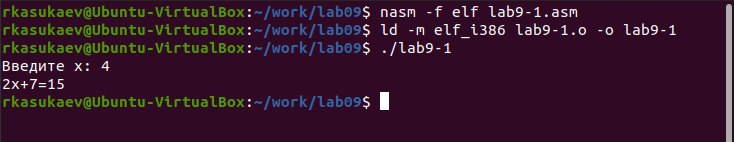 rkasukaev@Ubuntu-VirtualBox:~/work/lab09$ nasm -f elf lab9-1.asm
rkasukaev@Ubuntu-VirtualBox:~/work/lab09$ ld -m elf_i386 lab9-1.o -o lab9-1
rkasukaev@Ubuntu-VirtualBox:~/work/lab09$ ./lab9-1
Введите x: 4
2x+7=15
rkasukaev@Ubuntu-VirtualBox:~/work/lab09$